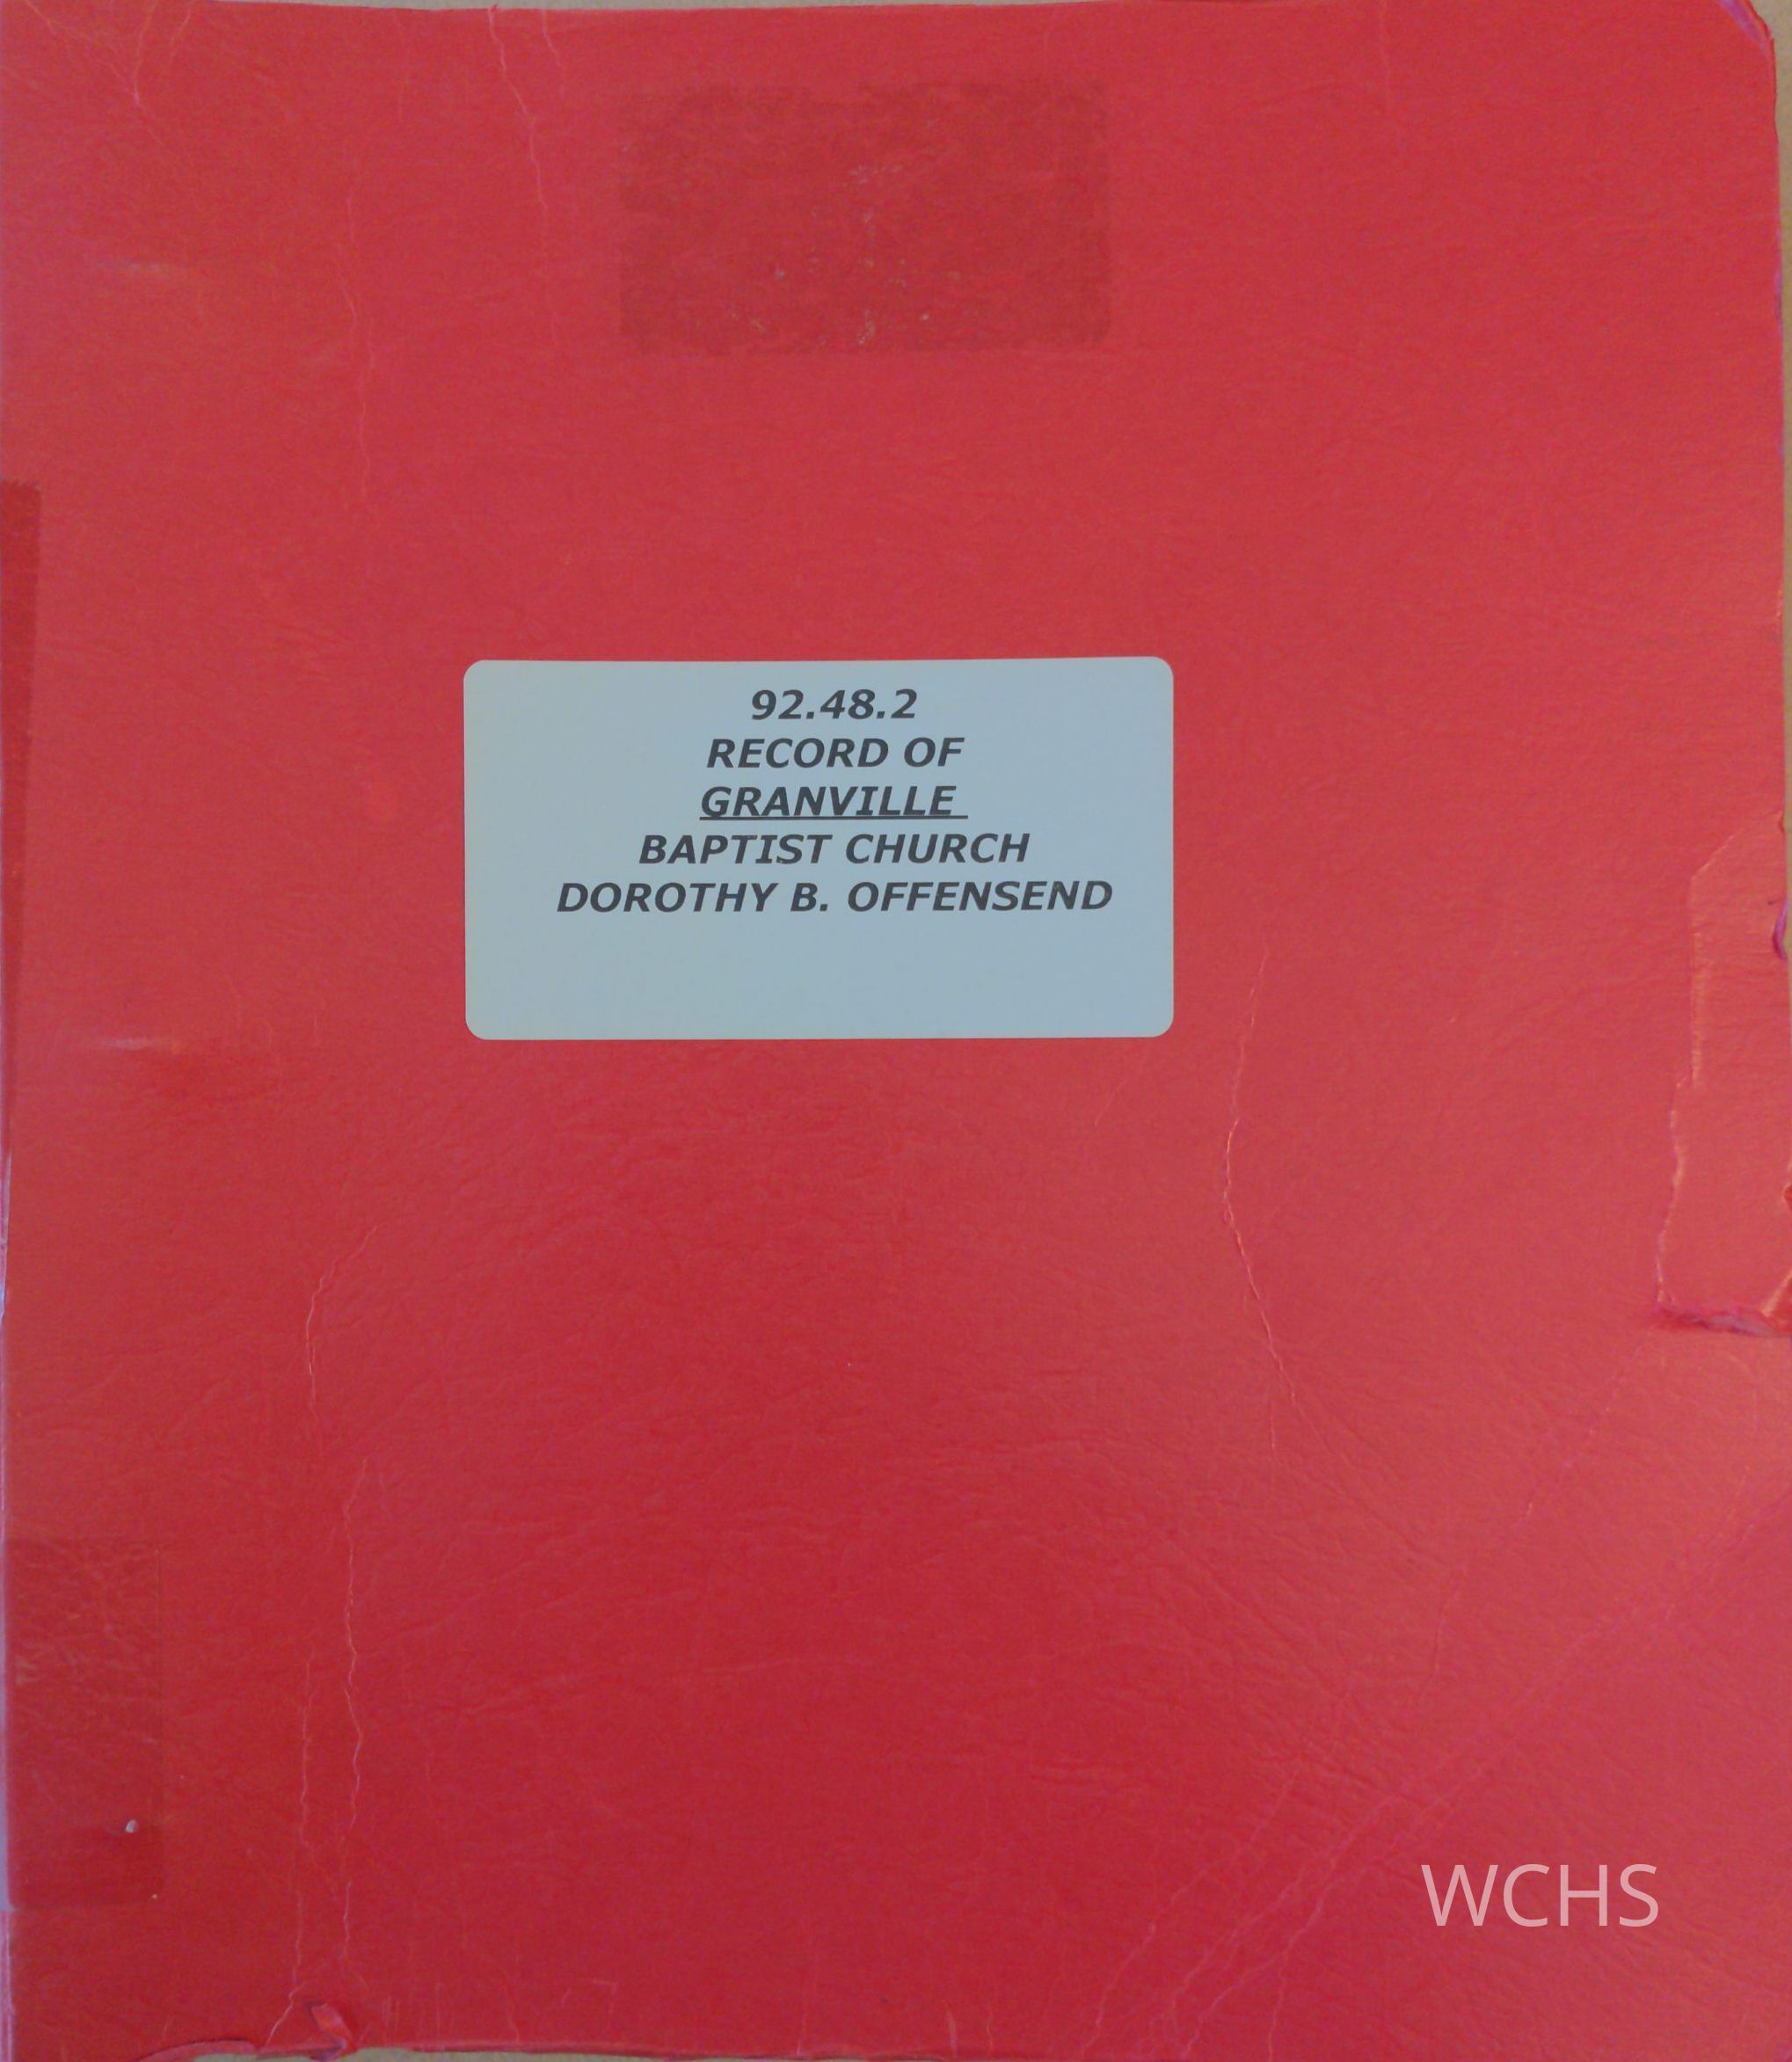 92.48.2
RECORD OF
GRANVILLE
BAPTIST CHURCH
DOROTHY B. OFFENSEND
WCHS